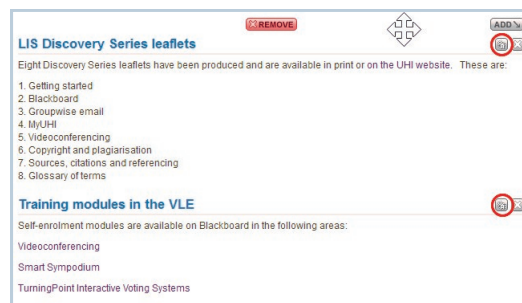 REMOVE
ADD
LIS Discovery Series leaflets
Eight Discovery Series leaflets have been produced and are available in print or on the UHI website. These are:
1. Getting started
2. Blackboard
3. Groupwise email
4. MyUHI
5. Videoconferencing
6. Copyright and plagiarisation
7. Sources, citations and referencing
8. Glossary of terms
Training modules in the VLE
Self-enrolment modules are available on Blackboard in the following areas:
Videoconferencing
Smart Sympodium
TurningPoint Interactive Voting Systems